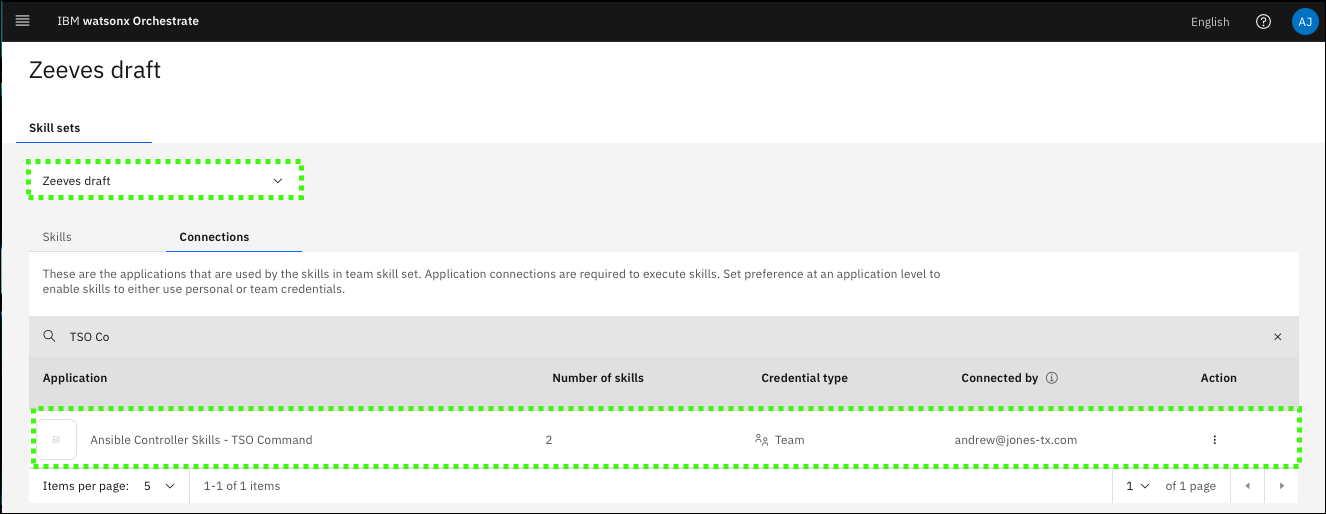 IBM watsonx Orchestrate
English
AJ
Zeeves draft
Skill sets
Zeeves draft
Skills
Connections
These are the applications that are used by the skills in team skill set. Application connections are required to execute skills. Set preference at an application level to
enable skills to either use personal or team credentials.
TSO Co
Application
Number of skills
Credential type
Connected by
Action
Ansible Controller Skills - TSO Command
2
Team
andrew@jones-tx.com
Items per page: 5
1-1 of 1 items
1
of 1 page